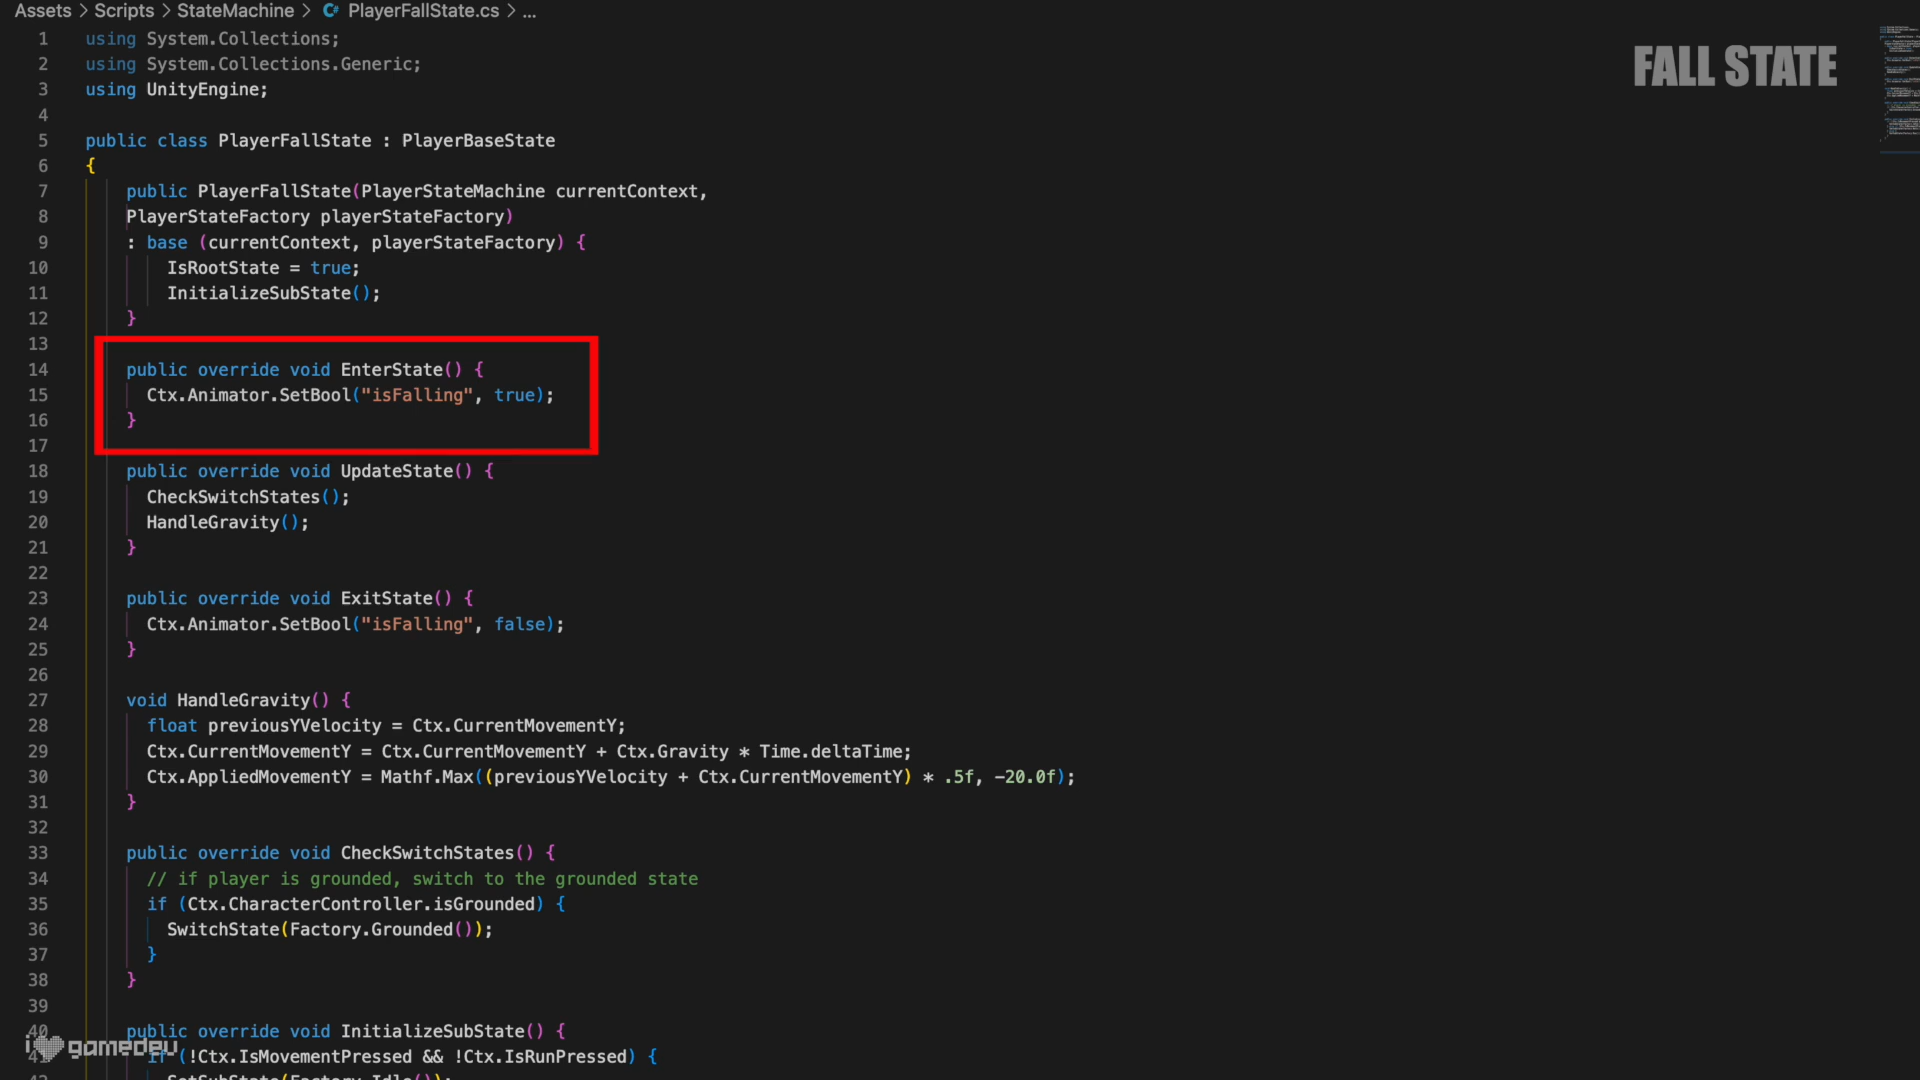 Assets > Scripts > StateMachine > PlayerFallState.cs > ...
FALL STATE
1 using System.Collections;
2 using System.Collections.Generic;
3 using UnityEngine;
4
5 public class PlayerFallState : PlayerBaseState
6 {
7 public PlayerFallState(PlayerStateMachine currentContext,
8 PlayerStateFactory playerStateFactory)
9 : base (currentContext, playerStateFactory) {
10 IsRootState = true;
11 InitializeSubState();
12 }
13
14 public override void EnterState() {
15 Ctx.Animator.SetBool("isFalling", true);
16 }
17
18 public override void UpdateState() {
19 CheckSwitchStates();
20 HandleGravity();
21 }
22
23 public override void ExitState() {
24 Ctx.Animator.SetBool("isFalling", false);
25 }
26
27 void HandleGravity() {
28 float previousYVelocity = Ctx.CurrentMovementY;
29 Ctx.CurrentMovementY = Ctx.CurrentMovementY + Ctx.Gravity * Time.deltaTime;
30 Ctx.AppliedMovementY = Mathf.Max((previousYVelocity + Ctx.CurrentMovementY) * .5f, -20.0f);
31 }
32
33 public override void CheckSwitchStates() {
34 // if player is grounded, switch to the grounded state
35 if (Ctx.CharacterController.isGrounded) {
36 SwitchState(Factory.Grounded());
37 }
38 }
39
40 public override void InitializeSubState() {
41 if (!Ctx.IsMovementPressed && !Ctx.IsRunPressed) {
i gamedev
SetSubState(Factory.Idle());